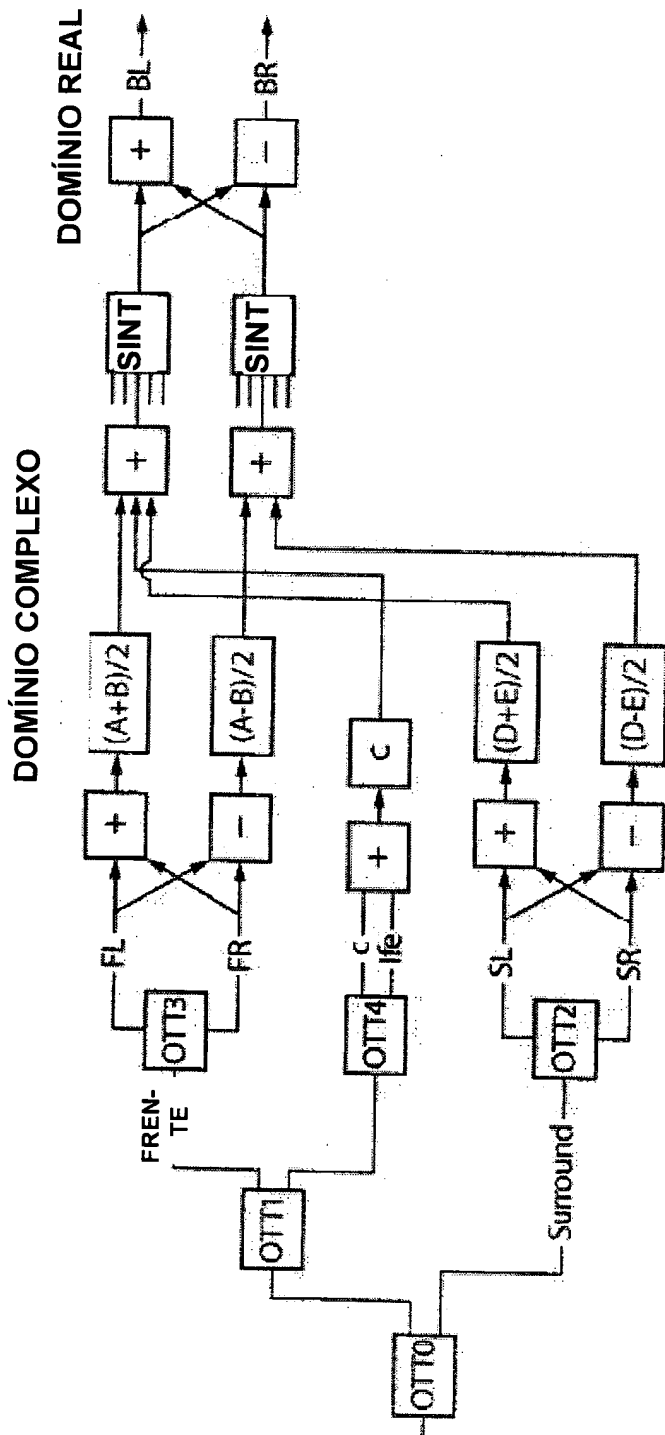 DOMÍNIO COMPLEXO
DOMÍNIO REAL
FREN-
TE
OTT0
OTT1
Surround
OTT3
OTT4
OTT2
FL
FR
c
lfe
SL
SR
+
-
+
+
-
(A+B)/2
(A-B)/2
C
(D+E)/2
(D-E)/2
+
+
SINT
SINT
+
-
BL
BR